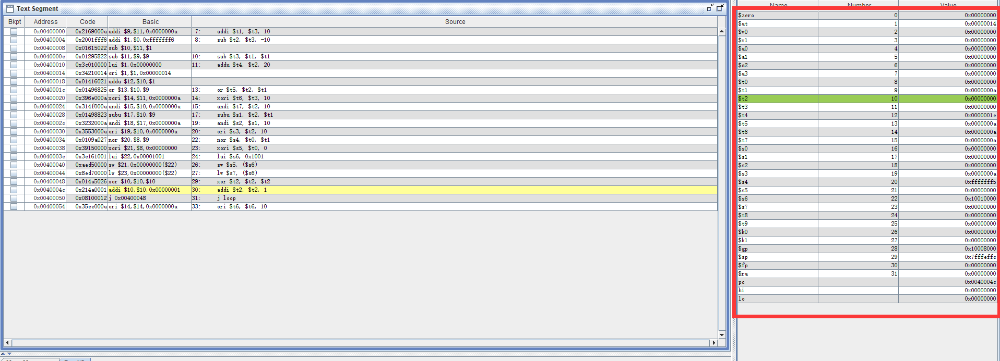 Text Segment
Bkpt Address Code Basic Source
0x00400000 0x2169000a addi $9,$11,0x0000000a 7: addi $t1, $t3, 10
0x00400004 0x2001fff6 addi $1,$0,0xfffffff6 8: sub $t2, $t3, -10
0x00400008 0x01615022 sub $10,$11,$1
0x0040000c 0x01295822 sub $11,$9,$9 10: sub $t3, $t1, $t1
0x00400010 0x3c010000 lui $1,0x00000000 11: addu $t4, $t2, 20
0x00400014 0x34210014 ori $1,$1,0x00000014
0x00400018 0x01416021 addu $12,$10,$1
0x0040001c 0x01496825 or $13,$10,$9 13: or $t5, $t2, $t1
0x00400020 0x396e000a xori $14,$11,0x0000000a 14: xori $t6, $t3, 10
0x00400024 0x314f000a andi $15,$10,0x0000000a 15: andi $t7, $t2, 10
0x00400028 0x01498823 subu $17,$10,$9 17: subu $s1, $t2, $t1
0x0040002c 0x3232000a andi $18,$17,0x0000000a 19: andi $s2, $s1, 10
0x00400030 0x3553000a ori $19,$10,0x0000000a 20: ori $s3, $t2, 10
0x00400034 0x0109a027 nor $20,$8,$9 22: nor $s4, $t0, $t1
0x00400038 0x39150000 xori $21,$8,0x00000000 23: xori $s5, $t0, 0
0x0040003c 0x3c161001 lui $22,0x00001001 24: lui $s6, 0x1001
0x00400040 0xaed50000 sw $21,0x00000000($22) 26: sw $s5, ($s6)
0x00400044 0x8ed70000 lw $23,0x00000000($22) 27: lw $s7, ($s6)
0x00400048 0x014a5026 xor $10,$10,$10 29: xor $t2, $t2, $t2
0x0040004c 0x214a0001 addi $10,$10,0x00000001 30: addi $t2, $t2, 1
0x00400050 0x08100012 j 0x00400048 31: j loop
0x00400054 0x35ce000a ori $14,$14,0x0000000a 33: ori $t6, $t6, 10
Name Number Value
$zero 0 0x00000000
$at 1 0x00000014
$v0 2 0x00000000
$v1 3 0x00000000
$a0 4 0x00000000
$a1 5 0x00000000
$a2 6 0x00000000
$a3 7 0x00000000
$t0 8 0x00000000
$t1 9 0x0000000a
$t2 10 0x00000000
$t3 11 0x00000000
$t4 12 0x0000001e
$t5 13 0x0000000a
$t6 14 0x0000000a
$t7 15 0x0000000a
$s0 16 0x00000000
$s1 17 0x00000000
$s2 18 0x00000000
$s3 19 0x0000000a
$s4 20 0xfffffff5
$s5 21 0x00000000
$s6 22 0x10010000
$s7 23 0x00000000
$t8 24 0x00000000
$t9 25 0x00000000
$k0 26 0x00000000
$k1 27 0x00000000
$gp 28 0x10008000
$sp 29 0x7fffeffc
$fp 30 0x00000000
$ra 31 0x00000000
pc 0x0040004c
hi 0x00000000
lo 0x00000000